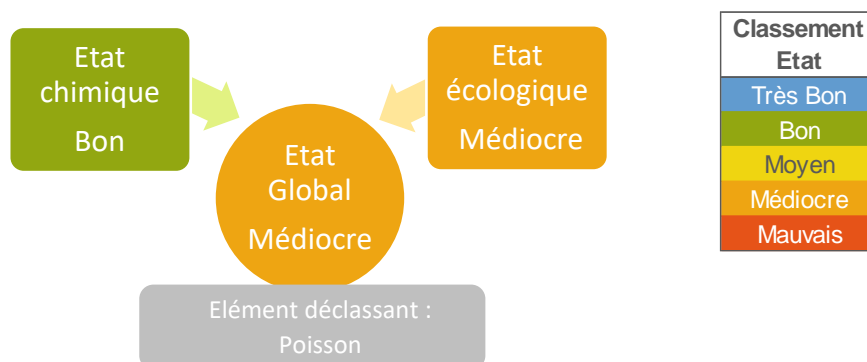 Etat
chimique
Bon
Etat
écologique
Médiocre
Etat
Global
Médiocre
Elément déclassant :
Poisson
Classement
Etat
Très Bon
Bon
Moyen
Médiocre
Mauvais